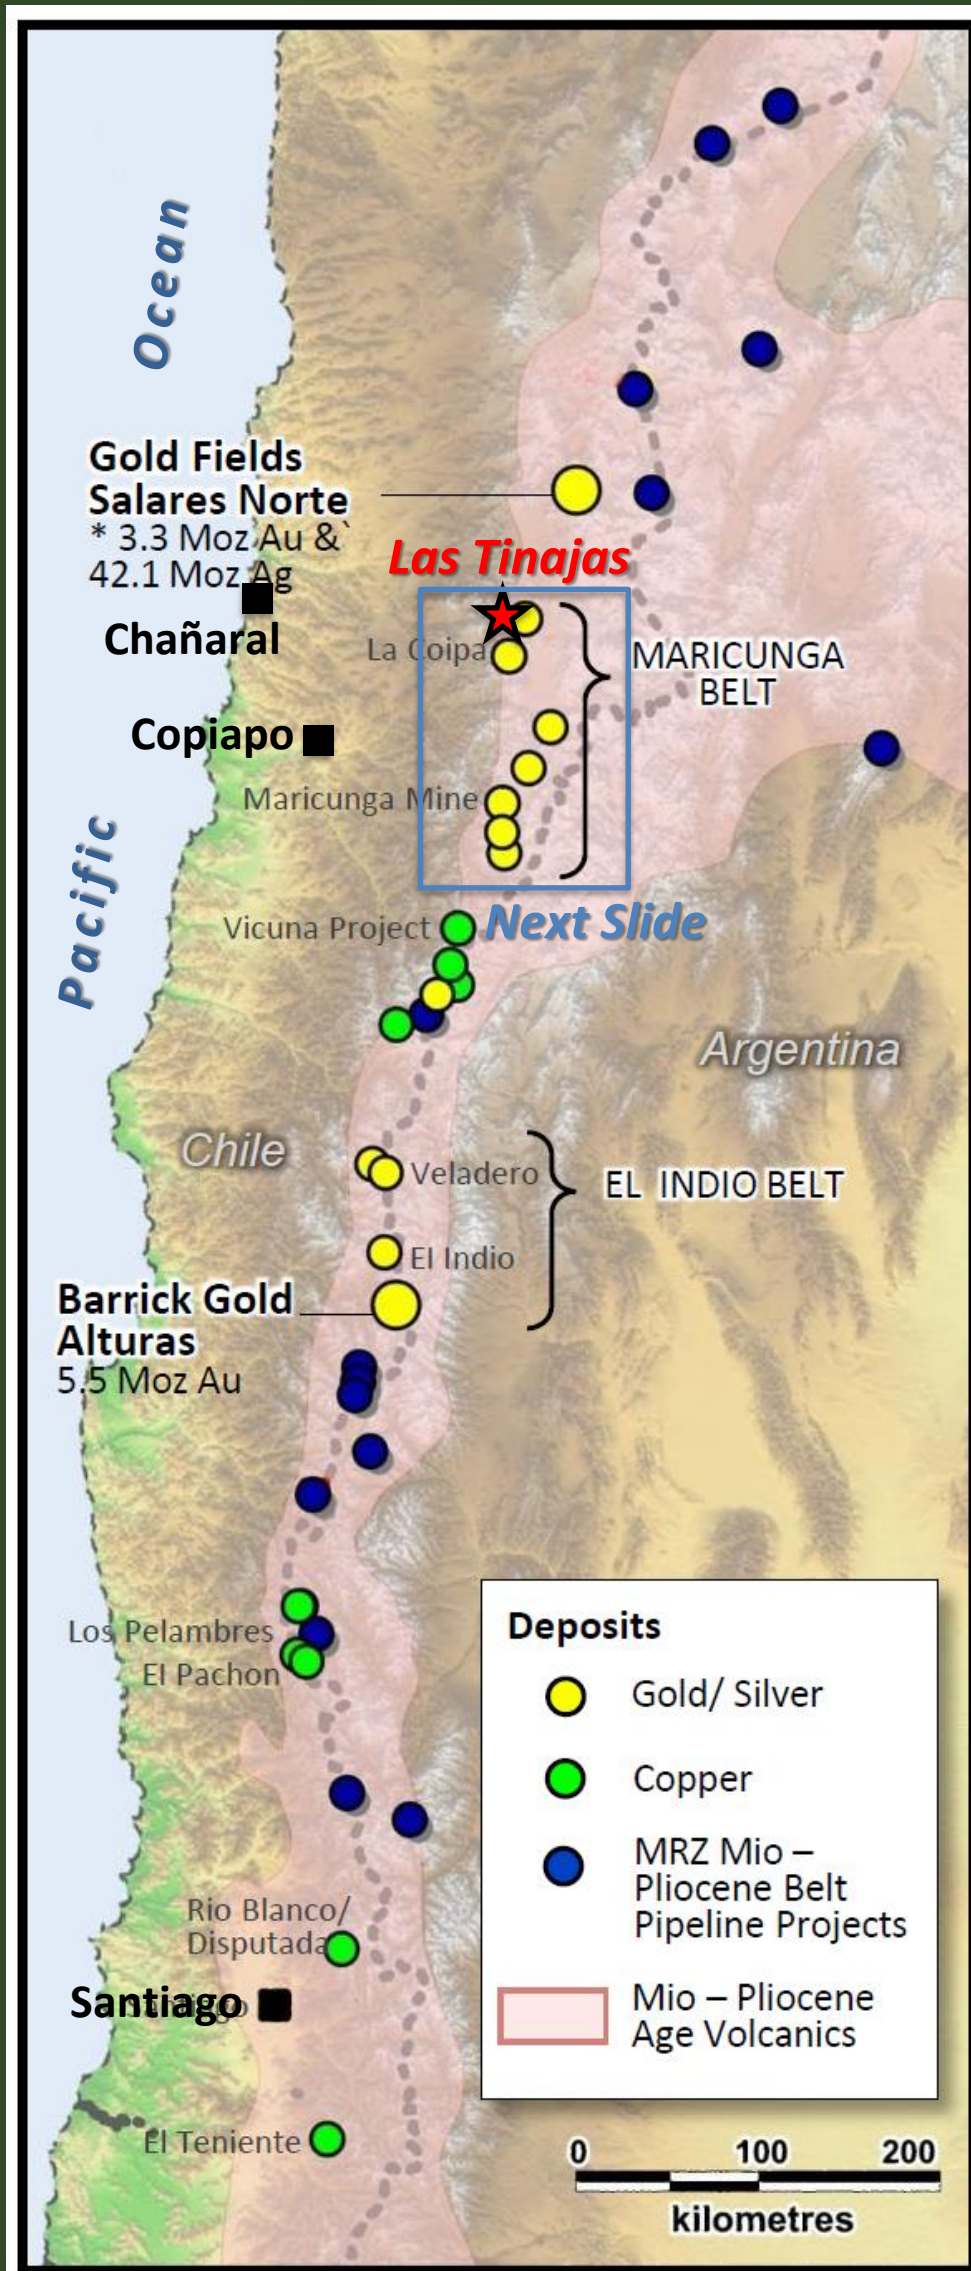 Ocean
Gold Fields
Salares Norte
* 3.3 Moz Au &`
42.1 Moz Ag
Las Tinajas
Chañaral
La Coipa
MARICUNGA
BELT
Copiapo
Maricunga Mine
Pacific
Vicuna Project
Next Slide
Argentina
Chile
Veladero
EL INDIO BELT
El Indio
Barrick Gold
Alturas
5.5 Moz Au
Los Pelambres
El Pachon
Deposits
Gold/ Silver
Copper
MRZ Mio –
Pliocene Belt
Pipeline Projects
Mio – Pliocene
Age Volcanics
Rio Blanco/
Disputada
Santiago
Santiago
El Teniente
0 100 200
kilometres